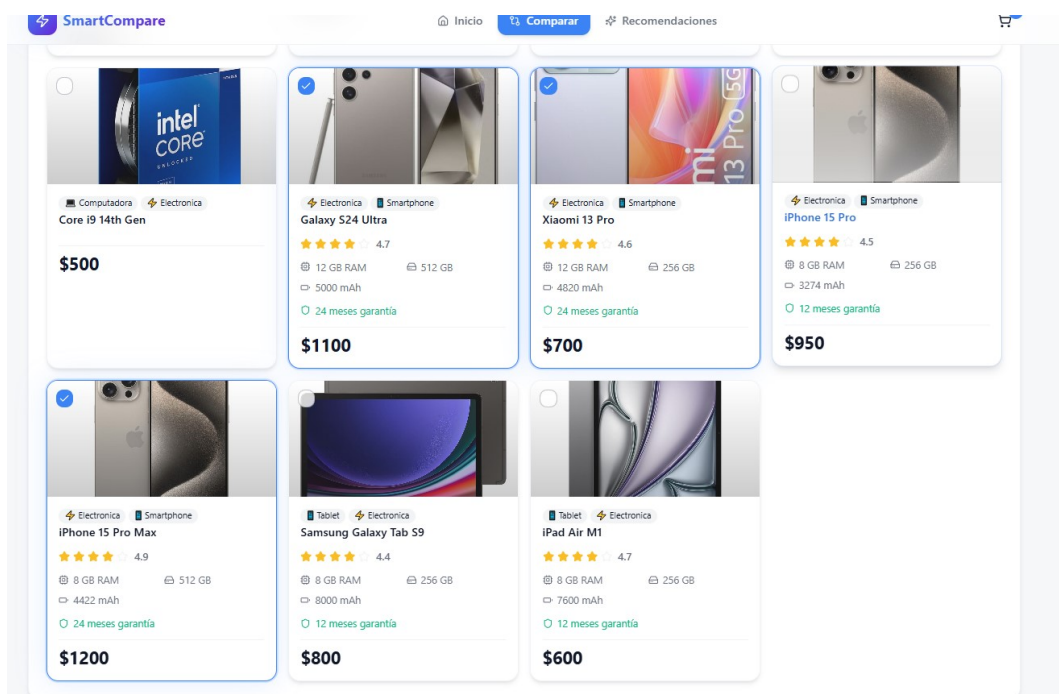 SmartCompare
Inicio
Comparar
Recomendaciones
intel
CORE
UNLOCKED
Computadora Electronica
Core i9 14th Gen
$500
Electronica Smartphone
Galaxy S24 Ultra
4.7
12 GB RAM 512 GB
5000 mAh
24 meses garantía
$1100
mi
13 Pro 5G
Electronica Smartphone
Xiaomi 13 Pro
4.6
12 GB RAM 256 GB
4820 mAh
24 meses garantía
$700
Electronica Smartphone
iPhone 15 Pro
4.5
8 GB RAM 256 GB
3274 mAh
12 meses garantía
$950
Electronica Smartphone
iPhone 15 Pro Max
4.9
8 GB RAM 512 GB
4422 mAh
24 meses garantía
$1200
Tablet Electronica
Samsung Galaxy Tab S9
4.4
8 GB RAM 256 GB
8000 mAh
12 meses garantía
$800
Tablet Electronica
iPad Air M1
4.7
8 GB RAM 256 GB
7600 mAh
12 meses garantía
$600